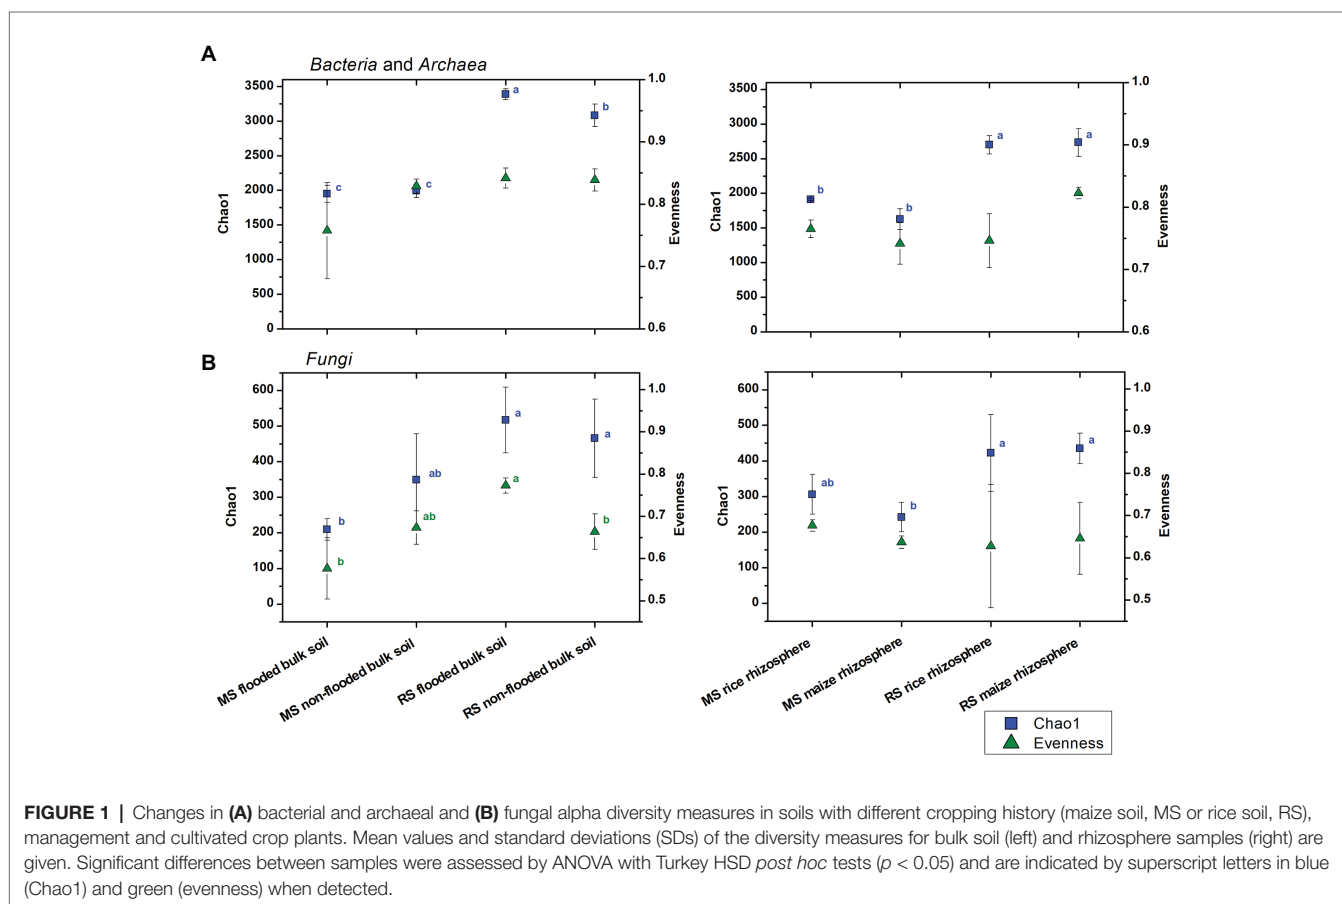 A
Bacteria and Archaea
3500
3000
2500
2000
1500
1000
500
0
Chao1
1.0
0.9
0.8
0.7
0.6
Evenness
c
c
a
b
3500
3000
2500
2000
1500
1000
500
0
Chao1
1.0
0.9
0.8
0.7
0.6
Evenness
b
b
a
a
B
Fungi
600
500
400
300
200
100
0
Chao1
1.0
0.9
0.8
0.7
0.6
0.5
Evenness
b
ab
a
a
b
ab
a
b
MS flooded bulk soil
MS non-flooded bulk soil
RS flooded bulk soil
RS non-flooded bulk soil
600
500
400
300
200
100
0
Chao1
1.0
0.9
0.8
0.7
0.6
0.5
Evenness
ab
b
a
a
MS rice rhizosphere
MS maize rhizosphere
RS rice rhizosphere
RS maize rhizosphere
Chao1
Evenness
FIGURE 1 | Changes in (A) bacterial and archaeal and (B) fungal alpha diversity measures in soils with different cropping history (maize soil, MS or rice soil, RS),
management and cultivated crop plants. Mean values and standard deviations (SDs) of the diversity measures for bulk soil (left) and rhizosphere samples (right) are
given. Significant differences between samples were assessed by ANOVA with Turkey HSD post hoc tests (p < 0.05) and are indicated by superscript letters in blue
(Chao1) and green (evenness) when detected.